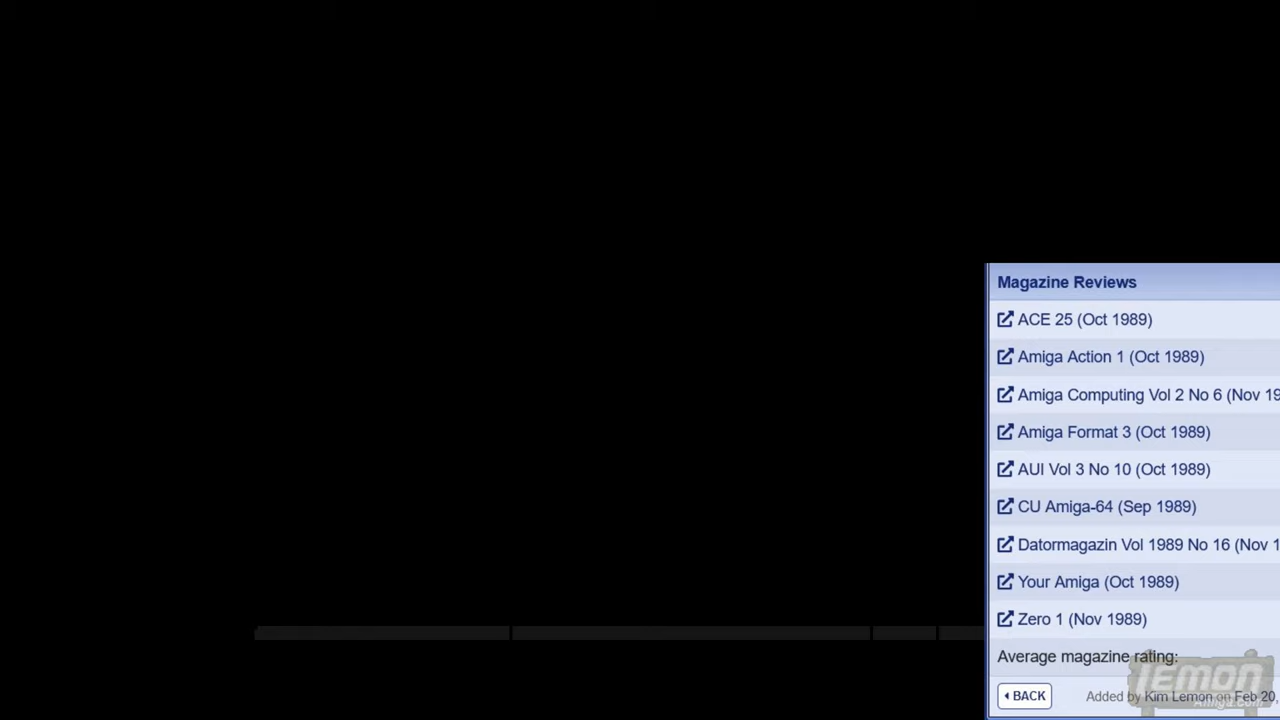 Magazine Reviews
ACE 25 (Oct 1989)
Amiga Action 1 (Oct 1989)
Amiga Computing Vol 2 No 6 (Nov 19
Amiga Format 3 (Oct 1989)
AUI Vol 3 No 10 (Oct 1989)
CU Amiga-64 (Sep 1989)
Datormagazin Vol 1989 No 16 (Nov 1
Your Amiga (Oct 1989)
Zero 1 (Nov 1989)
Average magazine rating:
BACK Added by Kim Lemon on Feb 20,
lemon
Amiga.com